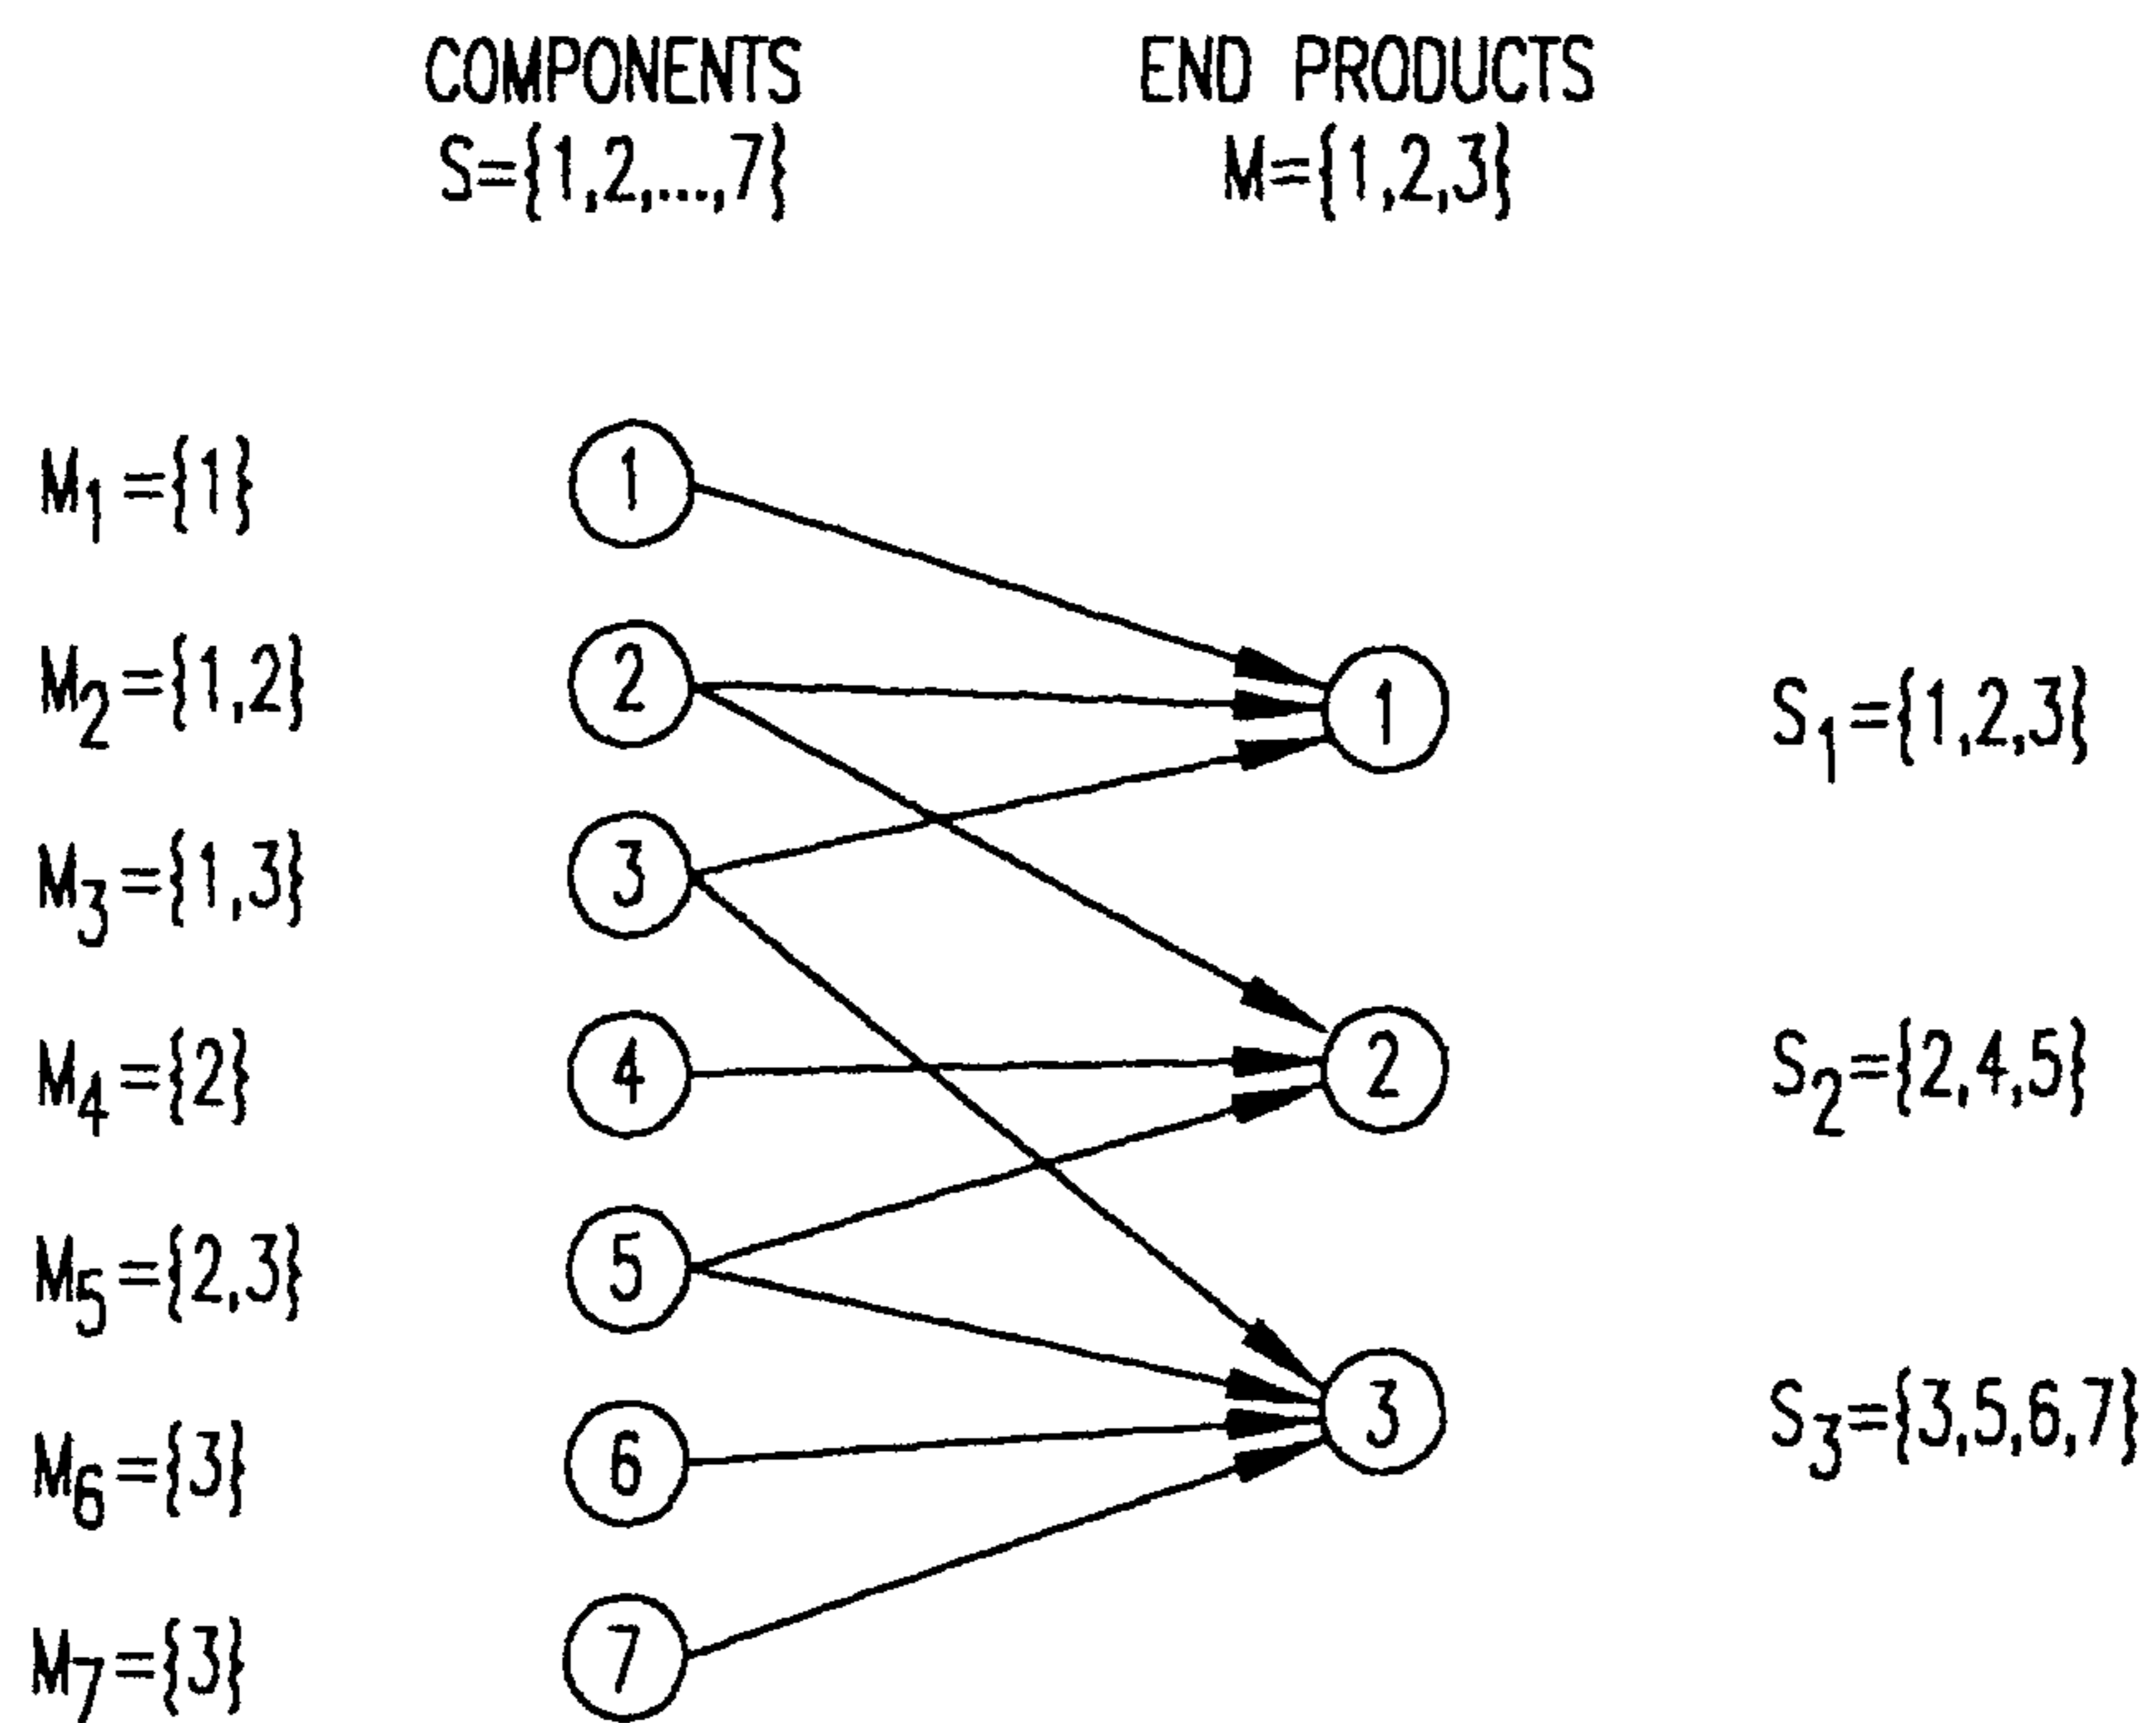 COMPONENTS END PRODUCTS
S={1,2,...,7} M={1,2,3}
M1={1} 1
M2={1,2} 2 1 S1={1,2,3}
M3={1,3} 3
M4={2} 4 2 S2={2,4,5}
M5={2,3} 5
M6={3} 6 3 S3={3,5,6,7}
M7={3} 7